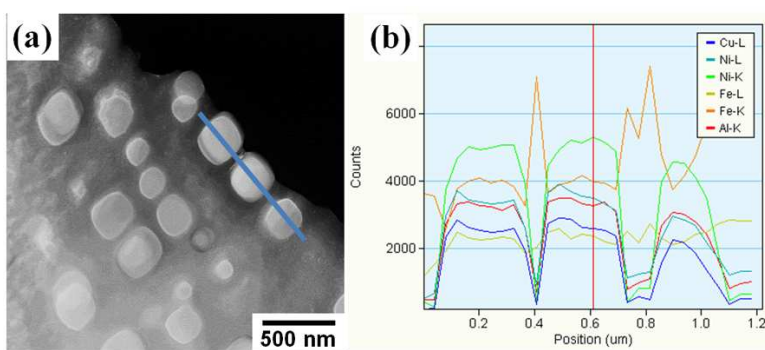 (a)
500 nm
(b)
Counts
6000
4000
2000
0.2
0.4
0.6
0.8
1.0
1.2
Position (um)
Cu-L
Ni-L
Ni-K
Fe-L
Fe-K
Al-K